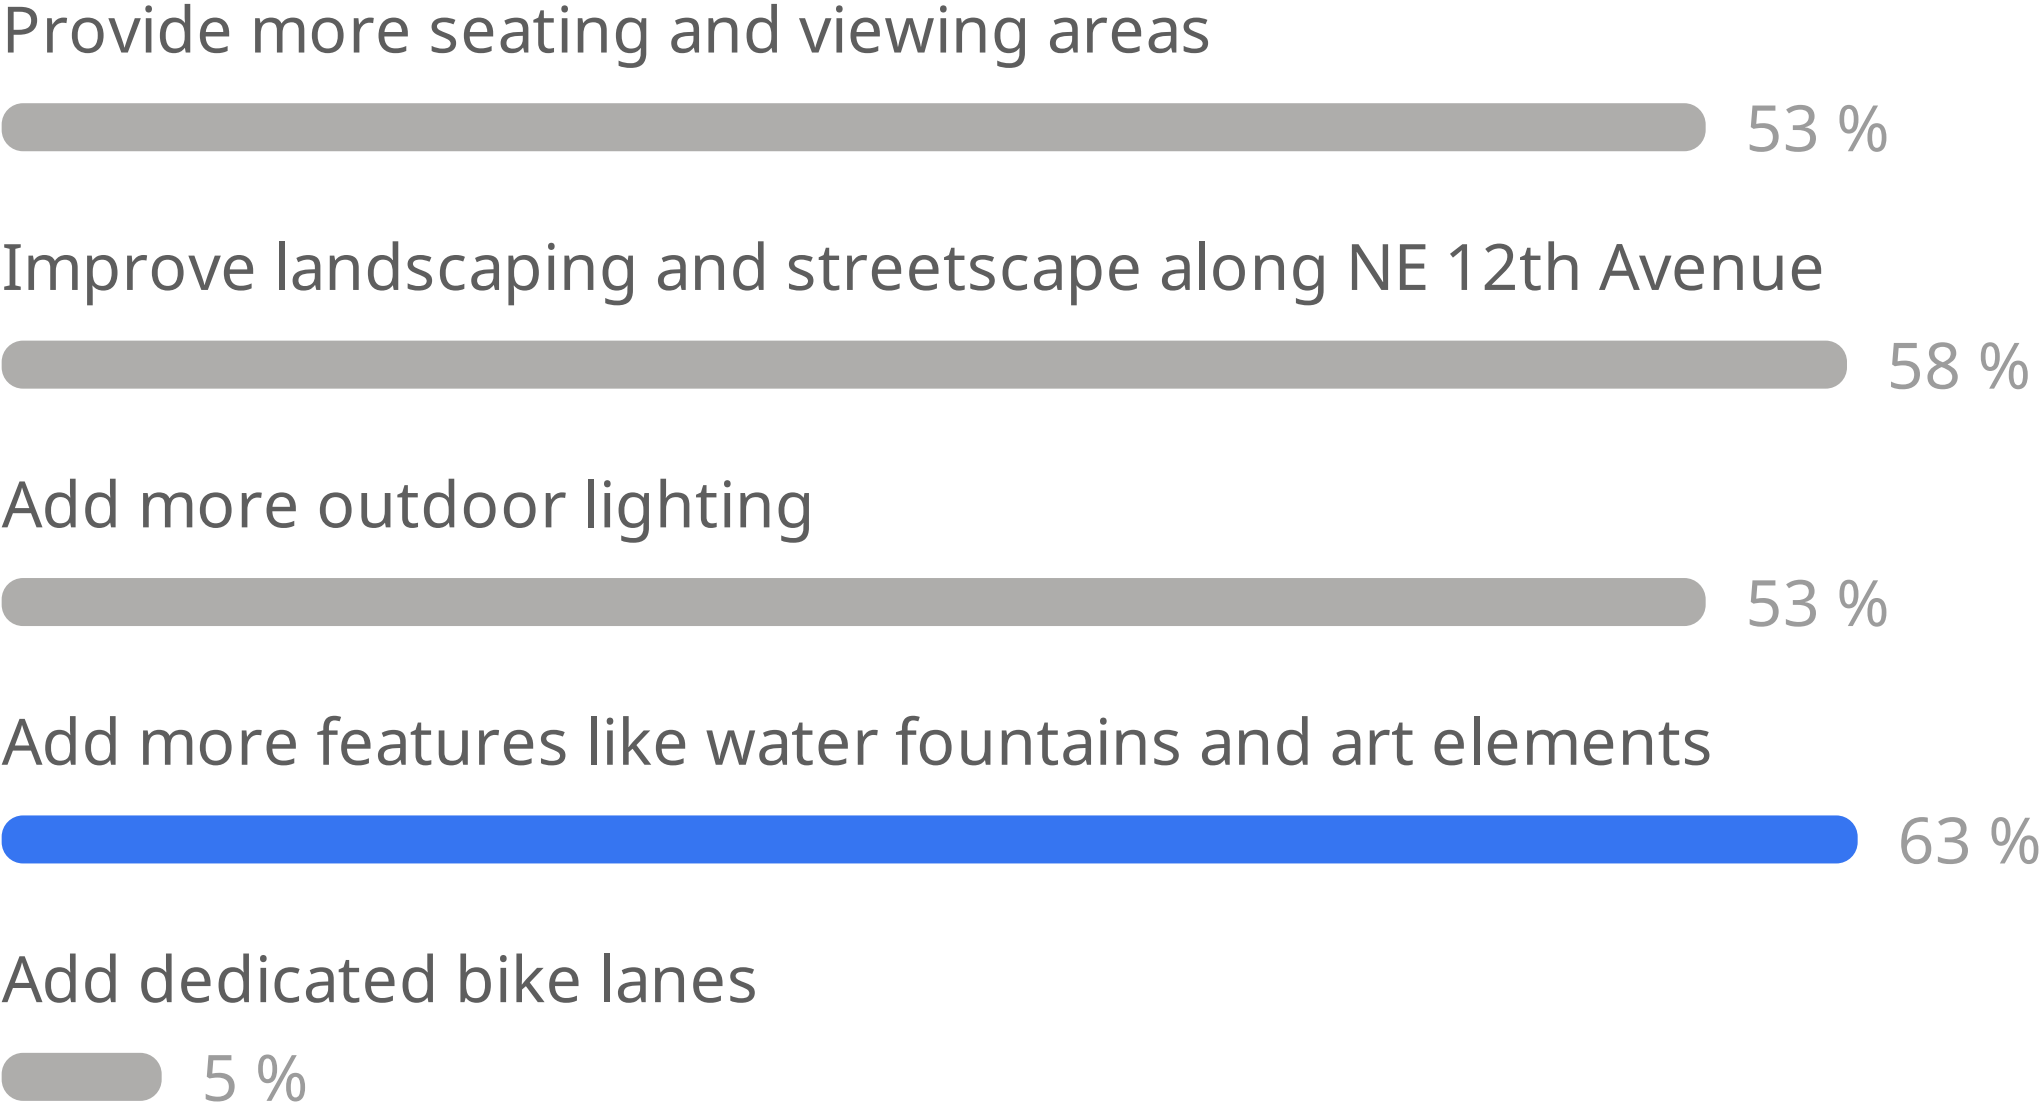 Provide more seating and viewing areas
53 %
Improve landscaping and streetscape along NE 12th Avenue
58 %
Add more outdoor lighting
53 %
Add more features like water fountains and art elements
63 %
Add dedicated bike lanes
5 %